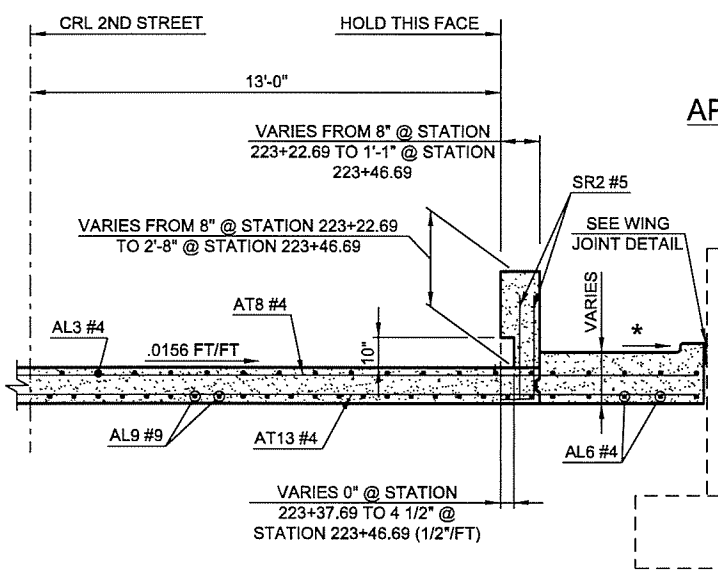 CRL 2ND STREET
HOLD THIS FACE
13'-0"
AP
VARIES FROM 8" @ STATION
223+22.69 TO 1'-1" @ STATION
223+46.69
SR2 #5
VARIES FROM 8" @ STATION 223+22.69
TO 2'-8" @ STATION 223+46.69
SEE WING
JOINT DETAIL
VARIES
*
AT8 #4
AL3 #4
.0156 FT/FT
10"
AL9 #9
AT13 #4
AL6 #4
VARIES 0" @ STATION
223+37.69 TO 4 1/2" @
STATION 223+46.69 (1/2"/FT)